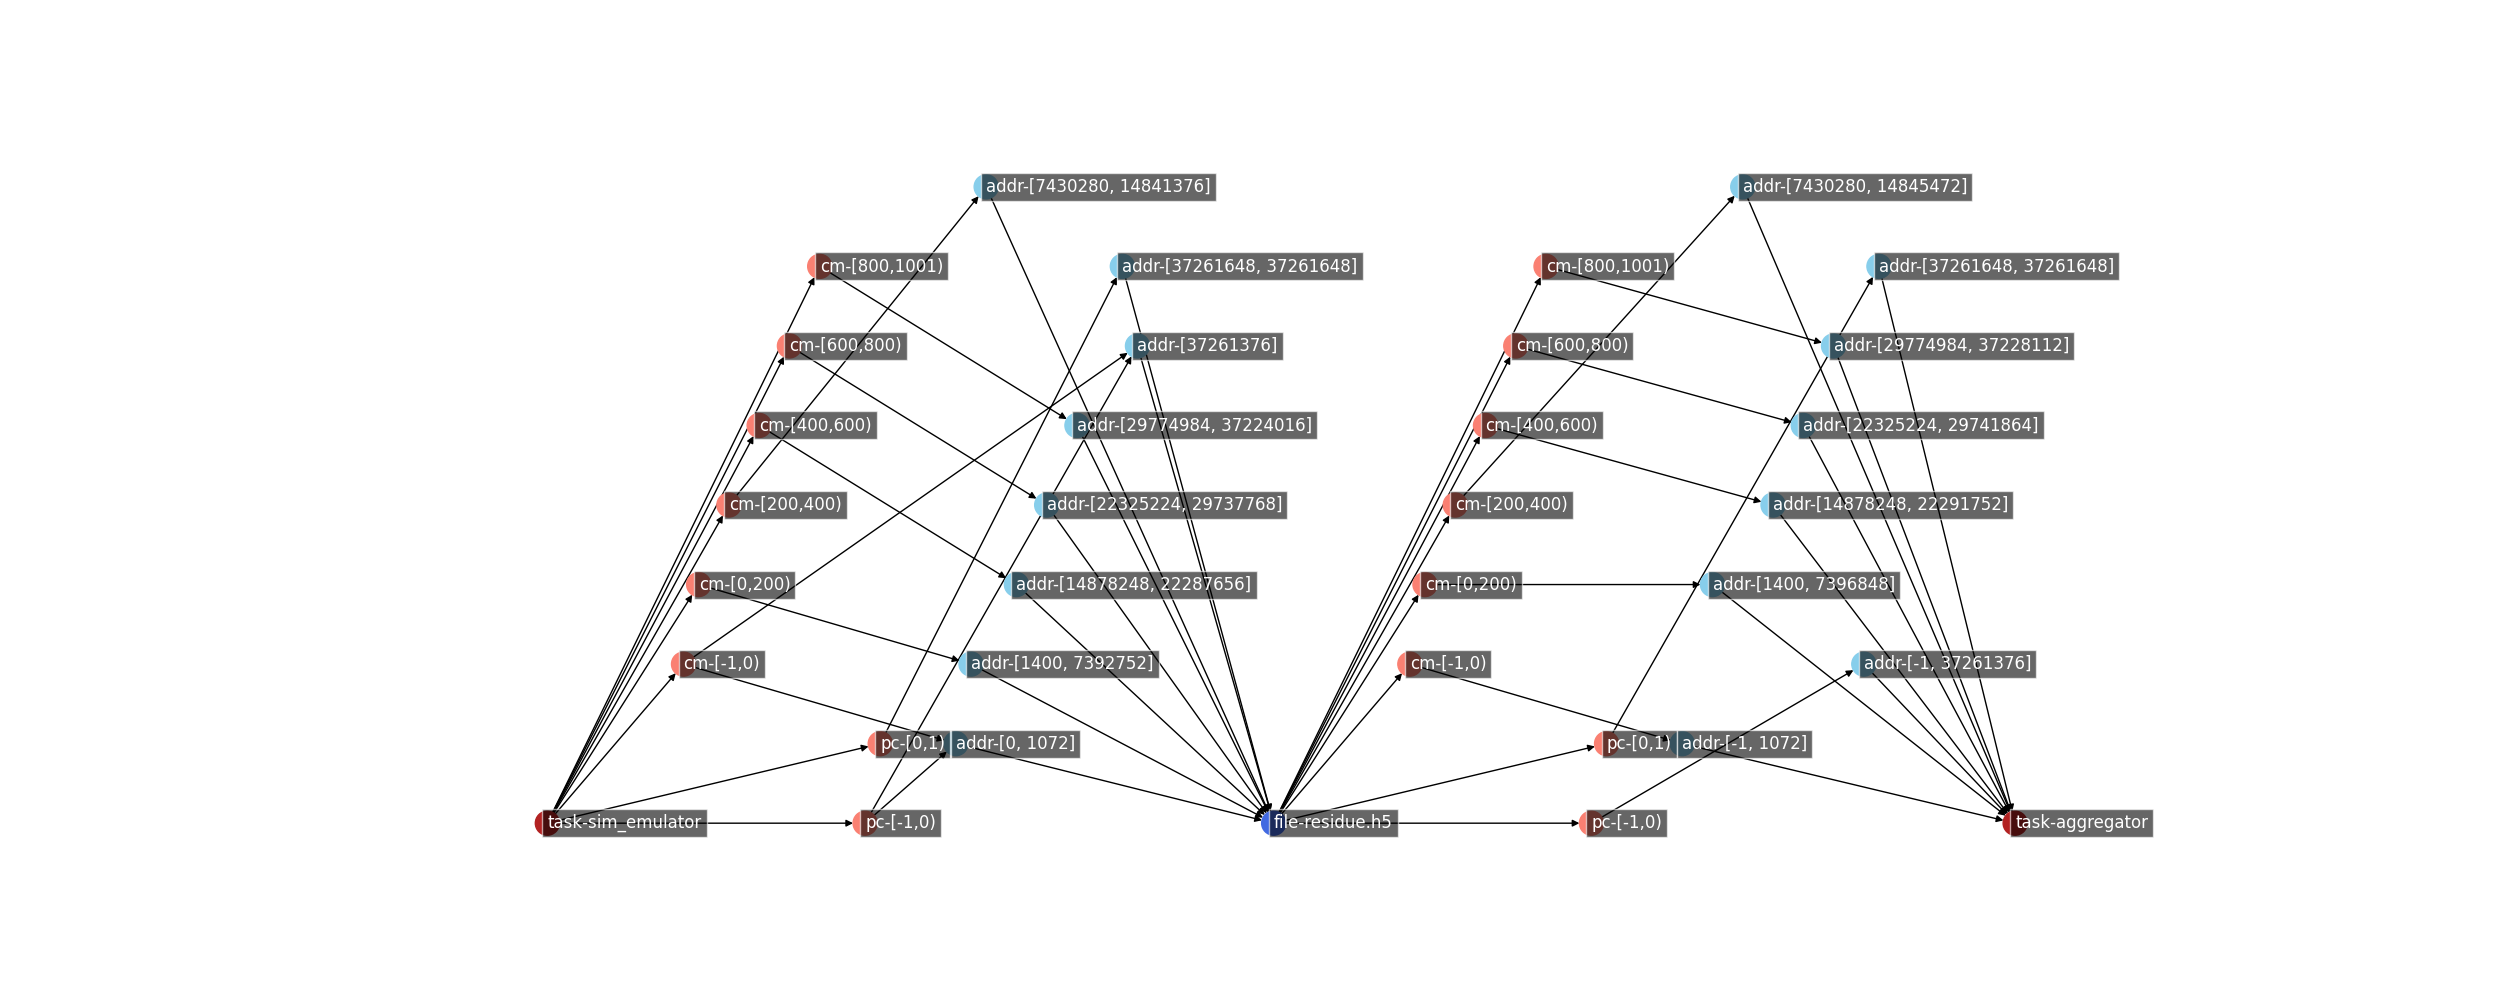 addr-[7430280, 14841376]
addr-[7430280, 14845472]
cm-[800,1001)
addr-[37261648, 37261648]
cm-[800,1001)
addr-[37261648, 37261648]
cm-[600,800)
addr-[37261376]
cm-[600,800)
addr-[29774984, 37228112]
cm-[400,600)
addr-[29774984, 37224016]
cm-[400,600)
addr-[22325224, 29741864]
cm-[200,400)
addr-[22325224, 29737768]
cm-[200,400)
addr-[14878248, 22291752]
cm-[0,200)
addr-[14878248, 22287656]
cm-[0,200)
addr-[1400, 7396848]
cm-[-1,0)
addr-[1400, 7392752]
cm-[-1,0)
addr-[-1, 37261376]
pc-[0,1)
addr-[0, 1072]
pc-[0,1)
addr-[-1, 1072]
task-sim_emulator
pc-[-1,0)
file-residue.h5
pc-[-1,0)
task-aggregator